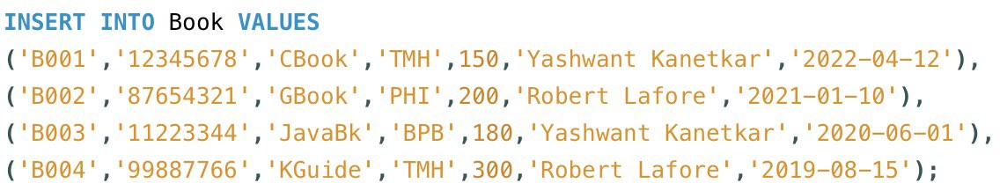 INSERT INTO Book VALUES
('B001','12345678','CBook','TMH',150,'Yashwant Kanetkar','2022-04-12'),
('B002','87654321','GBook','PHI',200,'Robert Lafore','2021-01-10'),
('B003','11223344','JavaBk','BPB',180,'Yashwant Kanetkar','2020-06-01'),
('B004','99887766','KGuide','TMH',300,'Robert Lafore','2019-08-15');